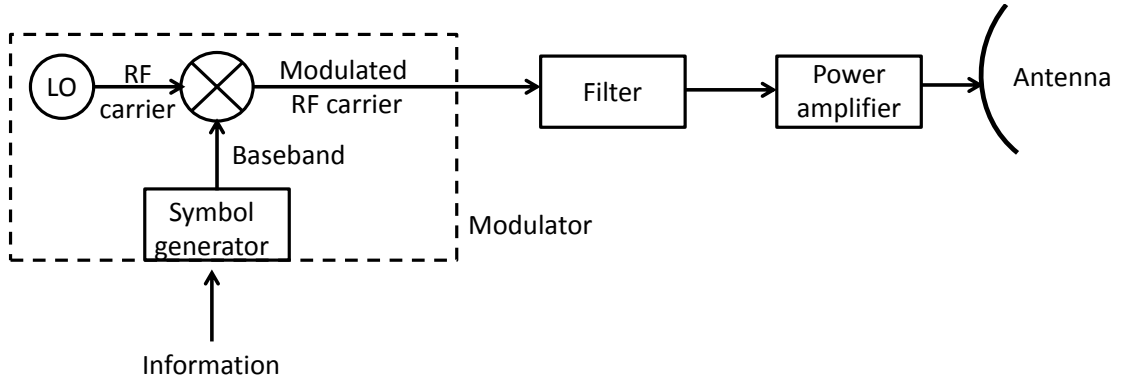 LO
RF
carrier
Modulated
RF carrier
Filter
Power
amplifier
Antenna
Baseband
Symbol
generator
Modulator
Information